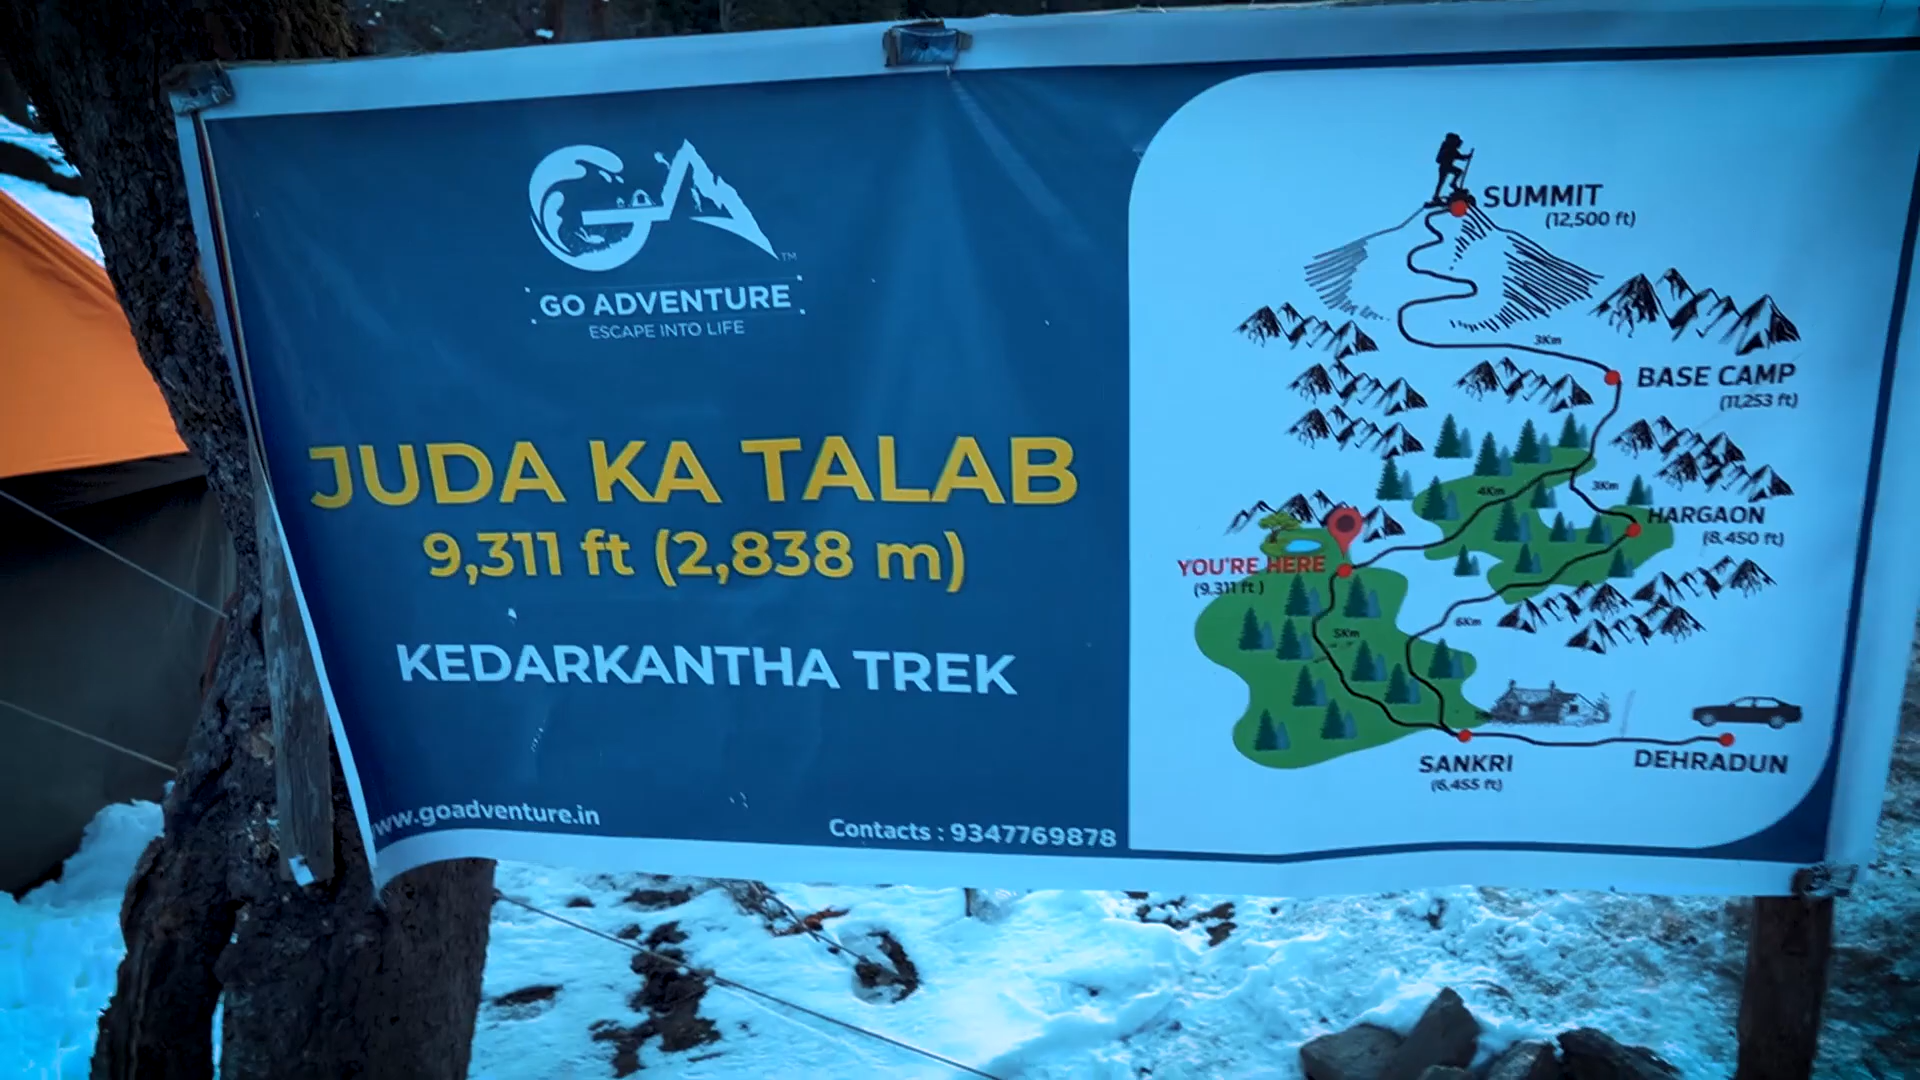 GA
TM
GO ADVENTURE
ESCAPE INTO LIFE
JUDA KA TALAB
9,311 ft (2,838 m)
KEDARKANTHA TREK
www.goadventure.in
Contacts : 9347769878
SUMMIT
(12,500 ft)
3Km
BASE CAMP
(11,253 ft)
4Km
3Km
HARGAON
(8,450 ft)
YOU'RE HERE
(9,311 ft)
6Km
5Km
SANKRI
(6,455 ft)
DEHRADUN